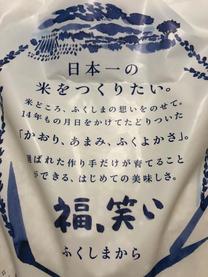 日本一の
米をつくりたい。
米どころ、ふくしまの想いをのせて。
14年もの月日をかけてたどりついた
「かおり、あまみ、ふくよかさ」。
選ばれた作り手だけが育てること
ができる、はじめての美味しさ。
福、笑い
ふくしまから